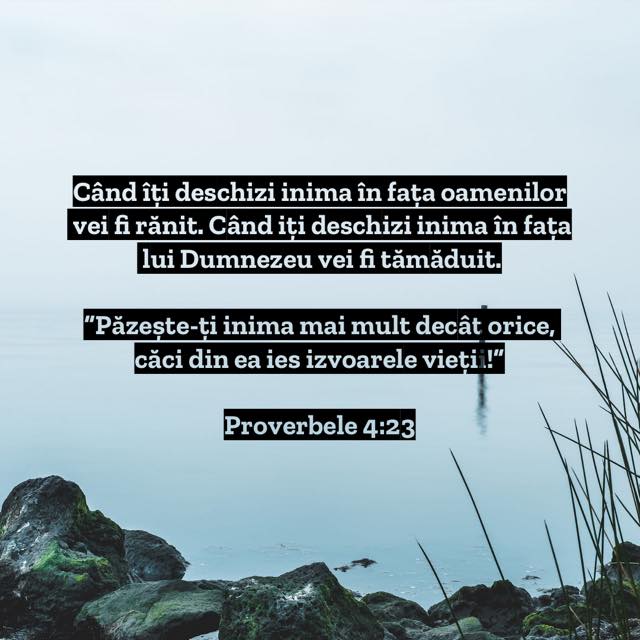 Când îți deschizi inima în fața oamenilor
vei fi rănit. Când iți deschizi inima în fața
lui Dumnezeu vei fi tămăduit.
"Păzește-ți inima mai mult decât orice,
căci din ea ies izvoarele vieții!"
Proverbele 4:23